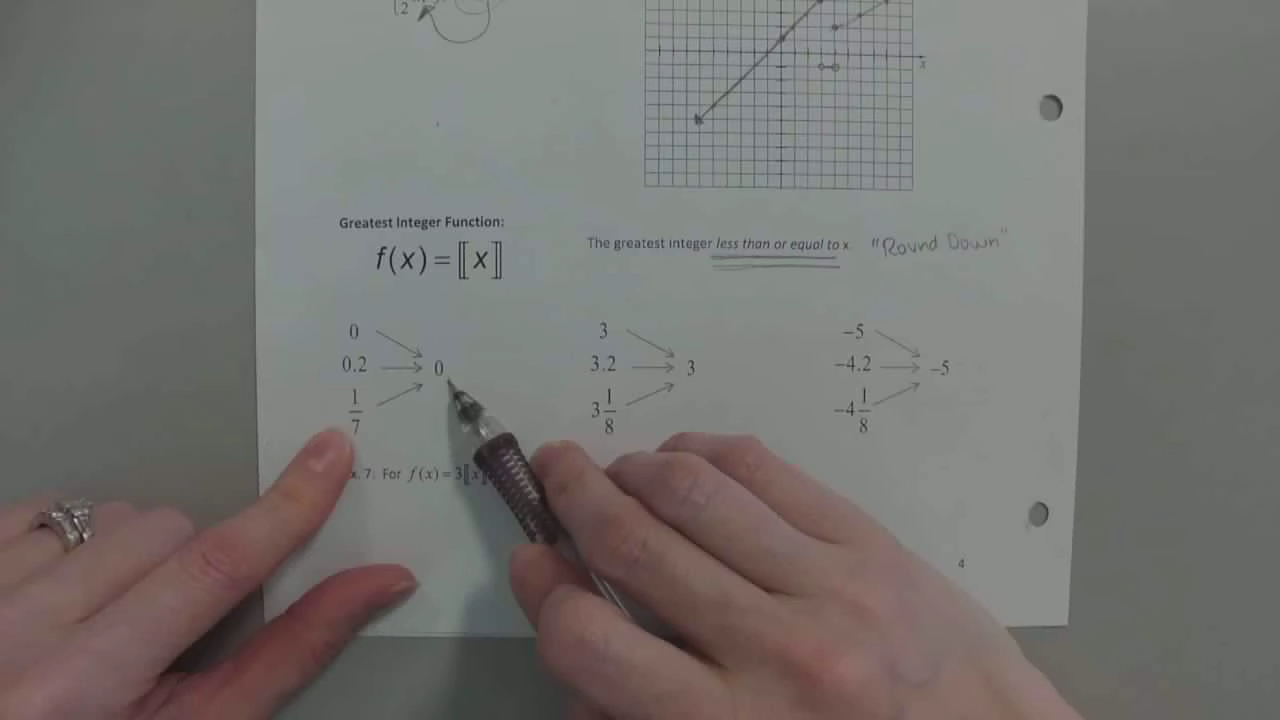 2
x
Greatest Integer Function:
f(x) = ⟦x⟧
The greatest integer less than or equal to x. "Round Down"
0
0.2
1/7
0
3
3.2
3 1/8
3
-5
-4.2
-4 1/8
-5
x. 7: For f(x) = 3⟦x
4